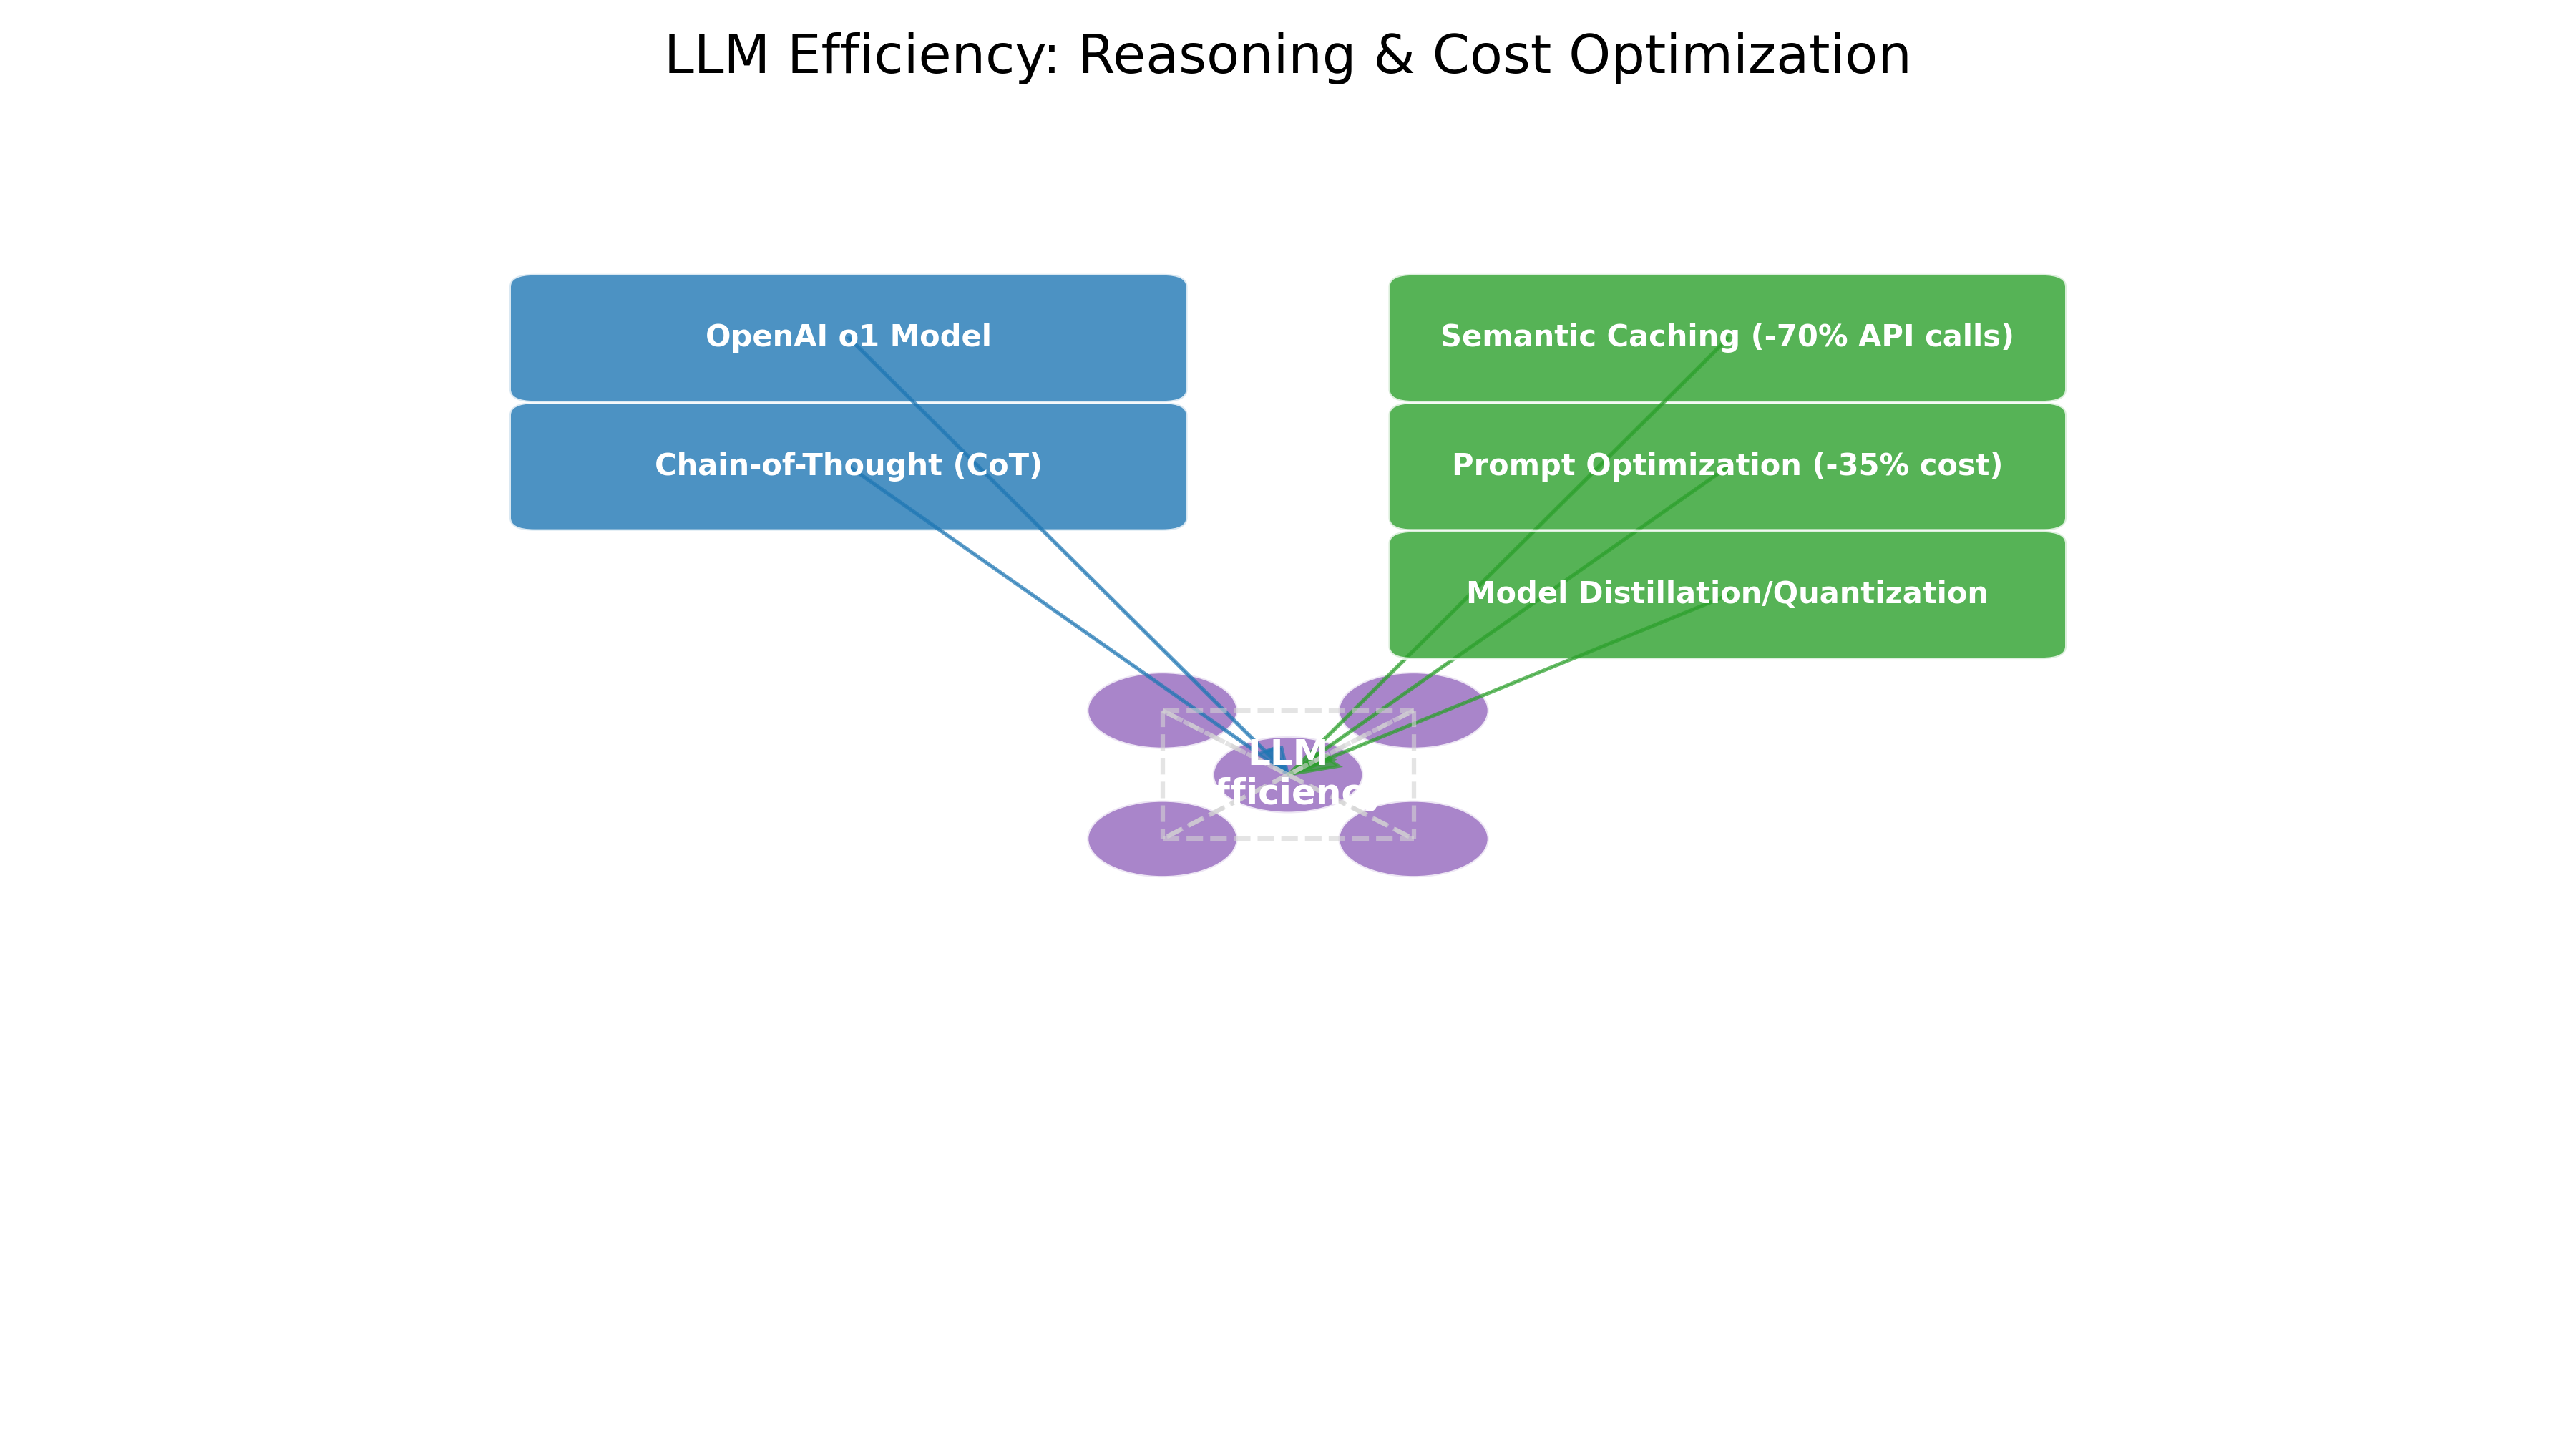 LLM Efficiency: Reasoning & Cost Optimization
OpenAI o1 Model
Chain-of-Thought (CoT)
Semantic Caching (-70% API calls)
Prompt Optimization (-35% cost)
Model Distillation/Quantization
LLM
Efficiency